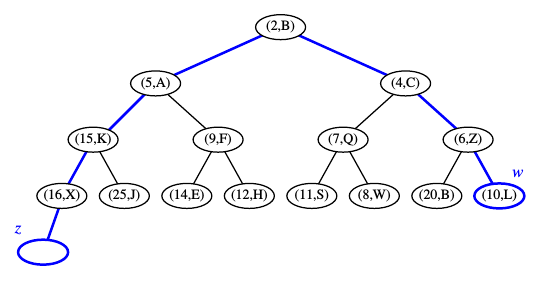 (2,B)
(5,A) (4,C)
(15,K) (9,F) (7,Q) (6,Z)
w
(16,X) (25,J) (14,E) (12,H) (11,S) (8,W) (20,B) (10,L)
z